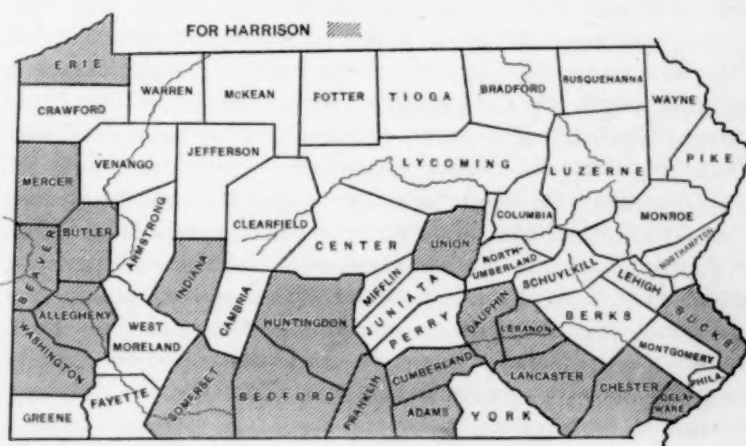 FOR HARRISON
ERIE
CRAWFORD
WARREN
McKEAN
POTTER
TIOGA
BRADFORD
SUSQUEHANNA
WAYNE
PIKE
MERCER
VENANGO
JEFFERSON
LYCOMING
LUZERNE
CLEARFIELD
CENTER
COLUMBIA
MONROE
BEAVER
BUTLER
ARMSTRONG
INDIANA
UNION
NORTH-
UMBERLAND
NORTHAMPTON
ALLEGHENY
CAMBRIA
HUNTINGDON
MIFFLIN
JUNIATA
PERRY
DAUPHIN
LEBANON
SCHUYLKILL
LEHIGH
BERKS
BUCKS
WASHINGTON
WEST
MORELAND
SOMERSET
BEDFORD
FRANKLIN
CUMBERLAND
LANCASTER
CHESTER
MONTGOMERY
PHILA
DELA-
WARE
GREENE
FAYETTE
ADAMS
YORK